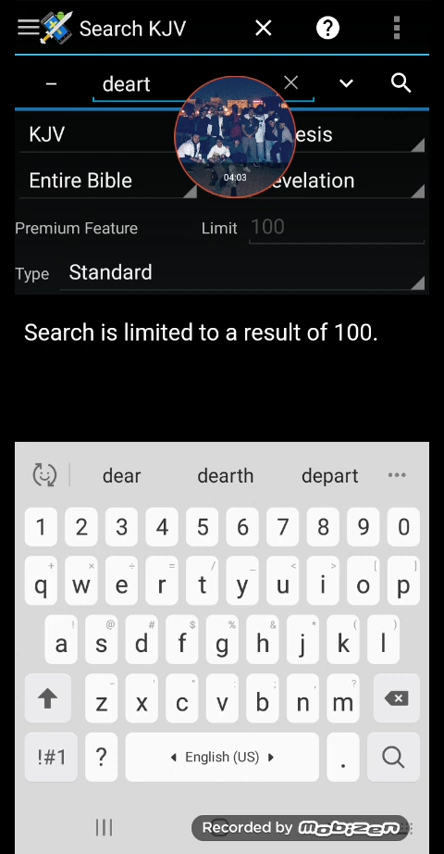 Search KJV
deart
KJV esis
04:03
Entire Bible evelation
Premium Feature Limit 100
Type Standard
Search is limited to a result of 100.
dear dearth depart
1 2 3 4 5 6 7 8 9 0
q w e r t y u i o p
a s d f g h j k l
z x c v b n m
!#1 ? English (US) .
Recorded by mobizen